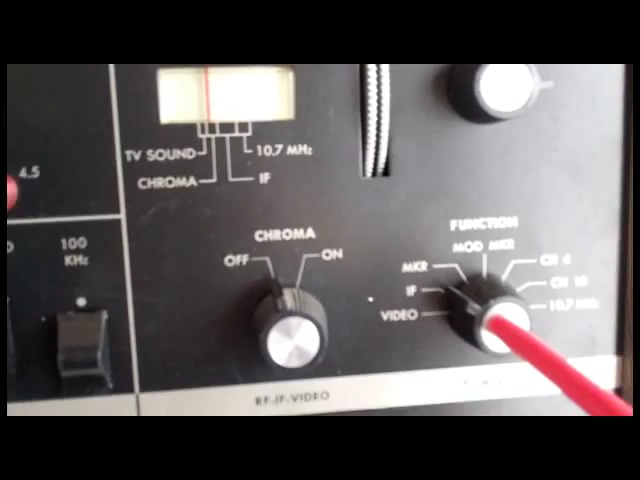 4.5
TV SOUND
10.7 MHz
CHROMA
IF
100
KHz
CHROMA
OFF
ON
FUNCTION
MOD MKR
MKR
CH 4
IF
CH 10
VIDEO
10.7 MHz
RF-IF-VIDEO